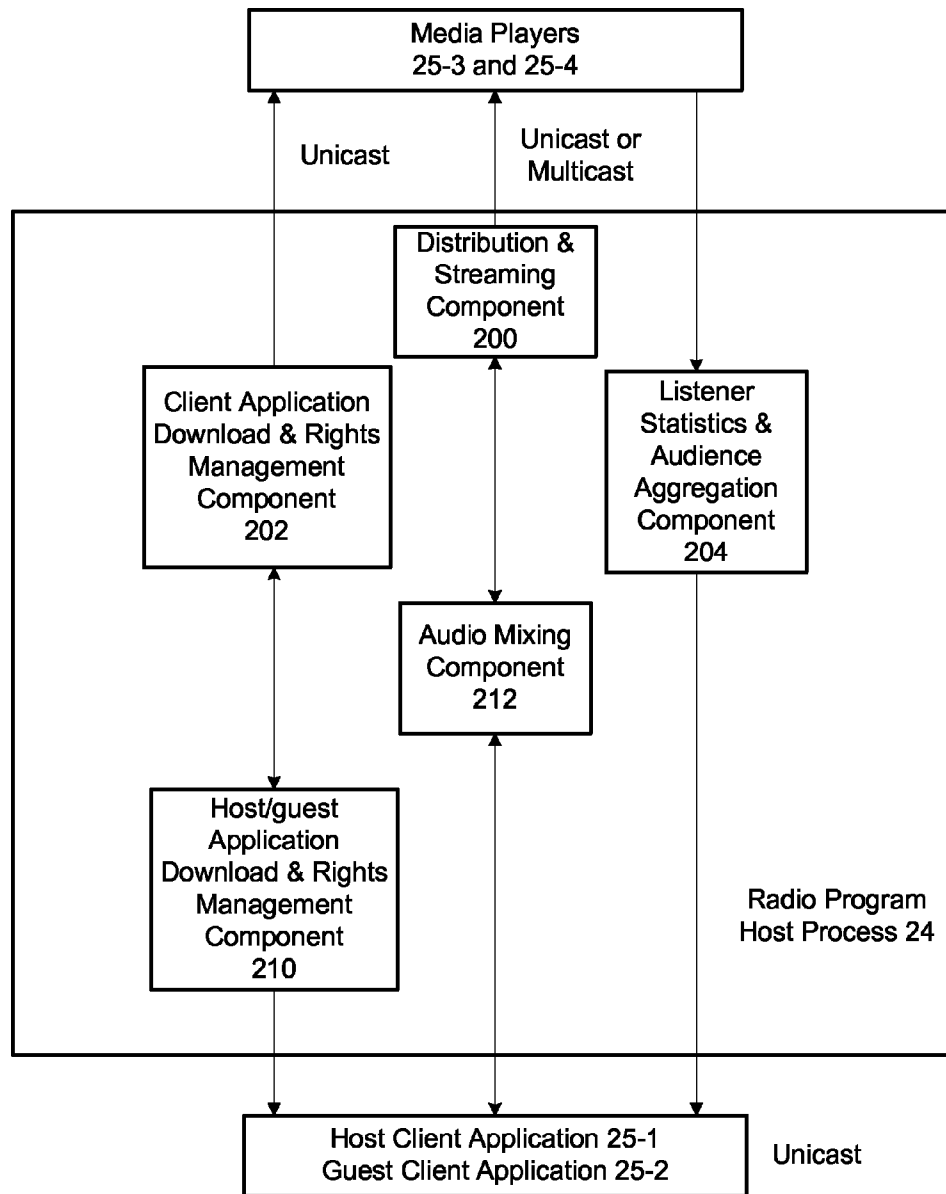 Media Players
25-3 and 25-4
Unicast
Unicast or
Multicast
Distribution &
Streaming
Component
200
Client Application
Download & Rights
Management
Component
202
Listener
Statistics &
Audience
Aggregation
Component
204
Audio Mixing
Component
212
Host/guest
Application
Download & Rights
Management
Component
210
Radio Program
Host Process 24
Host Client Application 25-1
Guest Client Application 25-2
Unicast